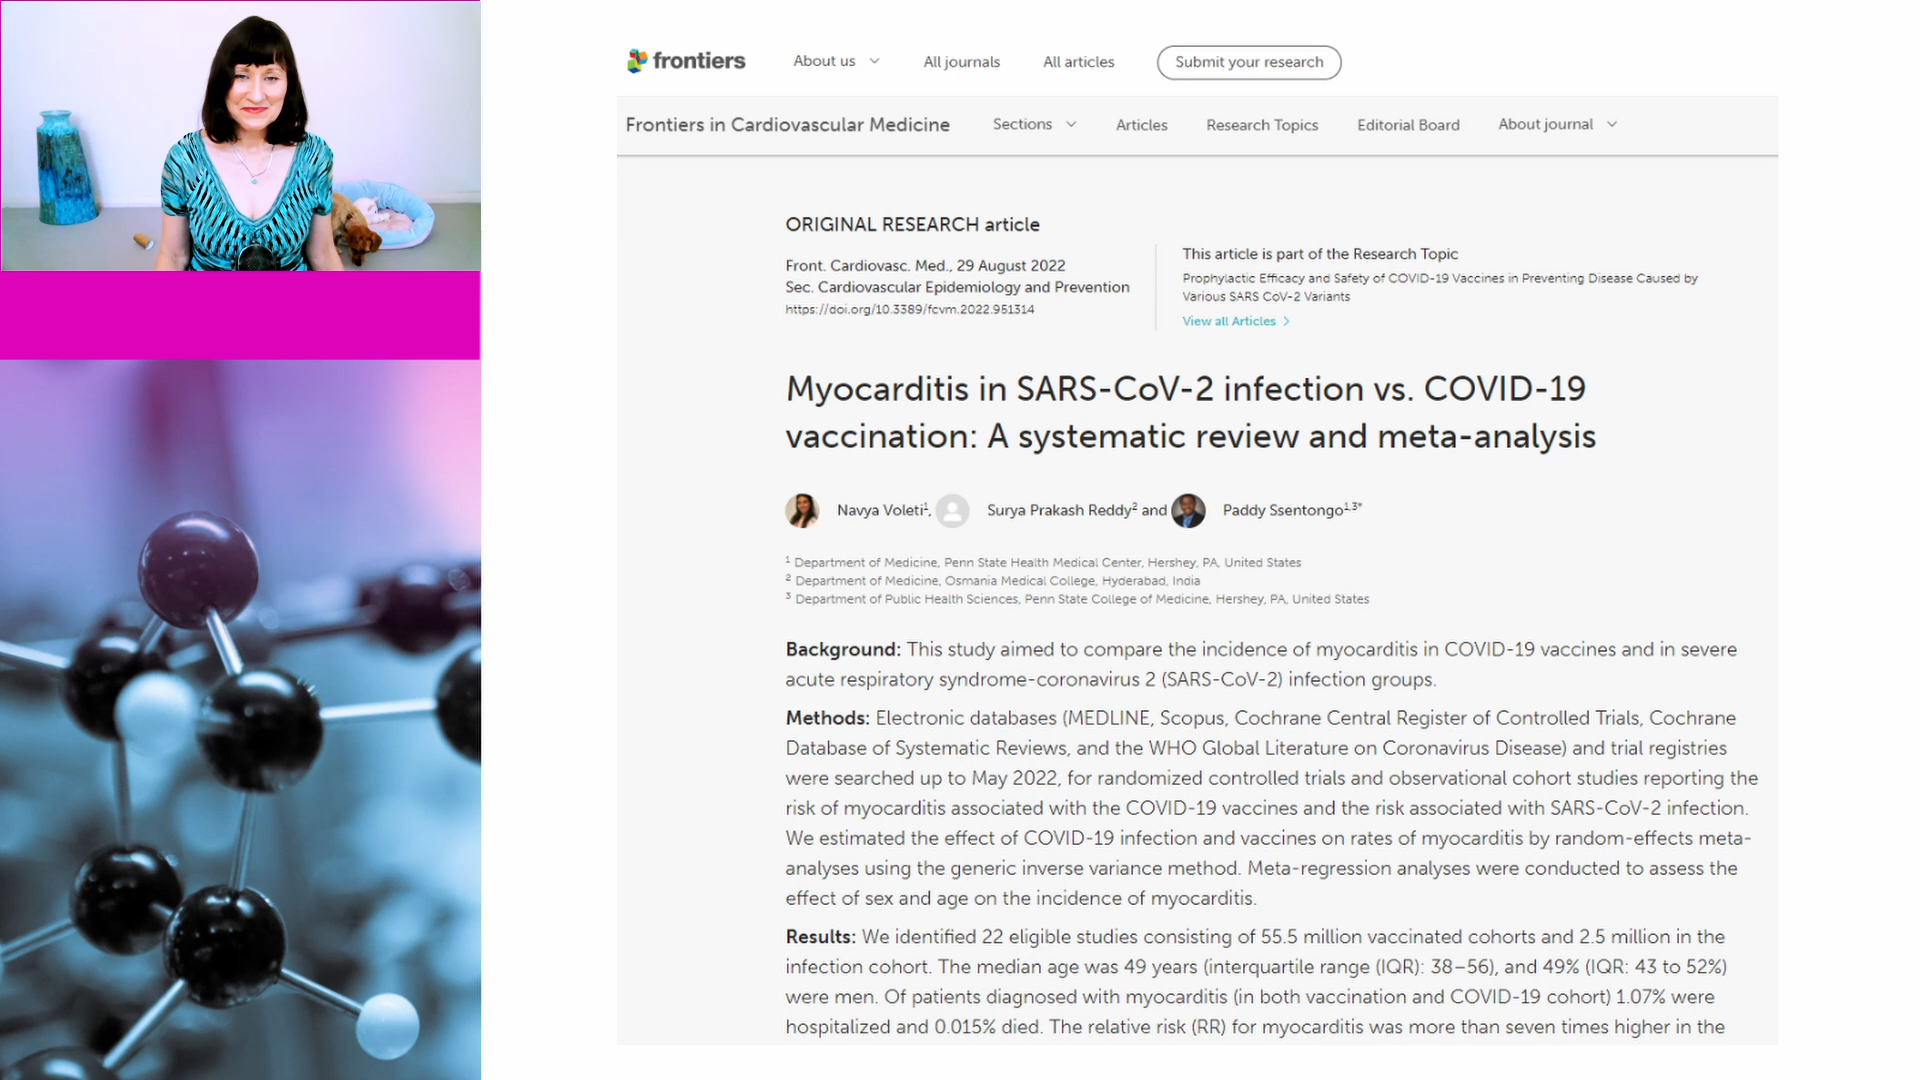 frontiers
About us
All journals
All articles
Submit your research
Frontiers in Cardiovascular Medicine
Sections
Articles
Research Topics
Editorial Board
About journal
ORIGINAL RESEARCH article
Front. Cardiovasc. Med., 29 August 2022
Sec. Cardiovascular Epidemiology and Prevention
https://doi.org/10.3389/fcvm.2022.951314
This article is part of the Research Topic
Prophylactic Efficacy and Safety of COVID-19 Vaccines in Preventing Disease Caused by
Various SARS CoV-2 Variants
View all Articles
Myocarditis in SARS-CoV-2 infection vs. COVID-19
vaccination: A systematic review and meta-analysis
Navya Voleti¹, Surya Prakash Reddy² and Paddy Ssentongo¹,³*
¹ Department of Medicine, Penn State Health Medical Center, Hershey, PA, United States
² Department of Medicine, Osmania Medical College, Hyderabad, India
³ Department of Public Health Sciences, Penn State College of Medicine, Hershey, PA, United States
Background: This study aimed to compare the incidence of myocarditis in COVID-19 vaccines and in severe
acute respiratory syndrome-coronavirus 2 (SARS-CoV-2) infection groups.
Methods: Electronic databases (MEDLINE, Scopus, Cochrane Central Register of Controlled Trials, Cochrane
Database of Systematic Reviews, and the WHO Global Literature on Coronavirus Disease) and trial registries
were searched up to May 2022, for randomized controlled trials and observational cohort studies reporting the
risk of myocarditis associated with the COVID-19 vaccines and the risk associated with SARS-CoV-2 infection.
We estimated the effect of COVID-19 infection and vaccines on rates of myocarditis by random-effects meta-
analyses using the generic inverse variance method. Meta-regression analyses were conducted to assess the
effect of sex and age on the incidence of myocarditis.
Results: We identified 22 eligible studies consisting of 55.5 million vaccinated cohorts and 2.5 million in the
infection cohort. The median age was 49 years (interquartile range (IQR): 38–56), and 49% (IQR: 43 to 52%)
were men. Of patients diagnosed with myocarditis (in both vaccination and COVID-19 cohort) 1.07% were
hospitalized and 0.015% died. The relative risk (RR) for myocarditis was more than seven times higher in the